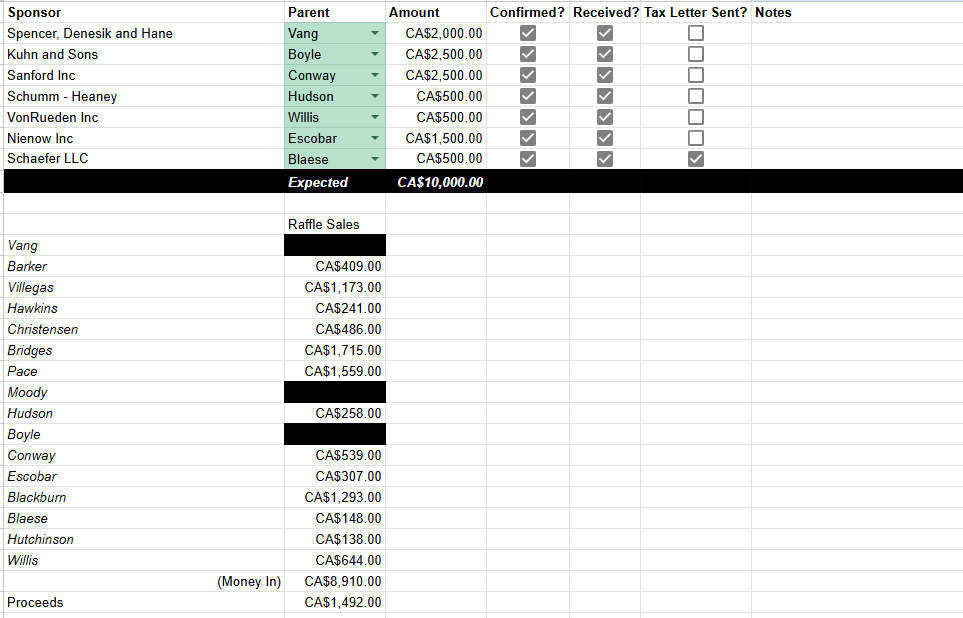 Sponsor Parent Amount Confirmed? Received? Tax Letter Sent? Notes
Spencer, Denesik and Hane Vang CA$2,000.00
Kuhn and Sons Boyle CA$2,500.00
Sanford Inc Conway CA$2,500.00
Schumm - Heaney Hudson CA$500.00
VonRueden Inc Willis CA$500.00
Nienow Inc Escobar CA$1,500.00
Schaefer LLC Blaese CA$500.00
Expected CA$10,000.00
Raffle Sales
Vang
Barker CA$409.00
Villegas CA$1,173.00
Hawkins CA$241.00
Christensen CA$486.00
Bridges CA$1,715.00
Pace CA$1,559.00
Moody
Hudson CA$258.00
Boyle
Conway CA$539.00
Escobar CA$307.00
Blackburn CA$1,293.00
Blaese CA$148.00
Hutchinson CA$138.00
Willis CA$644.00
(Money In) CA$8,910.00
Proceeds CA$1,492.00